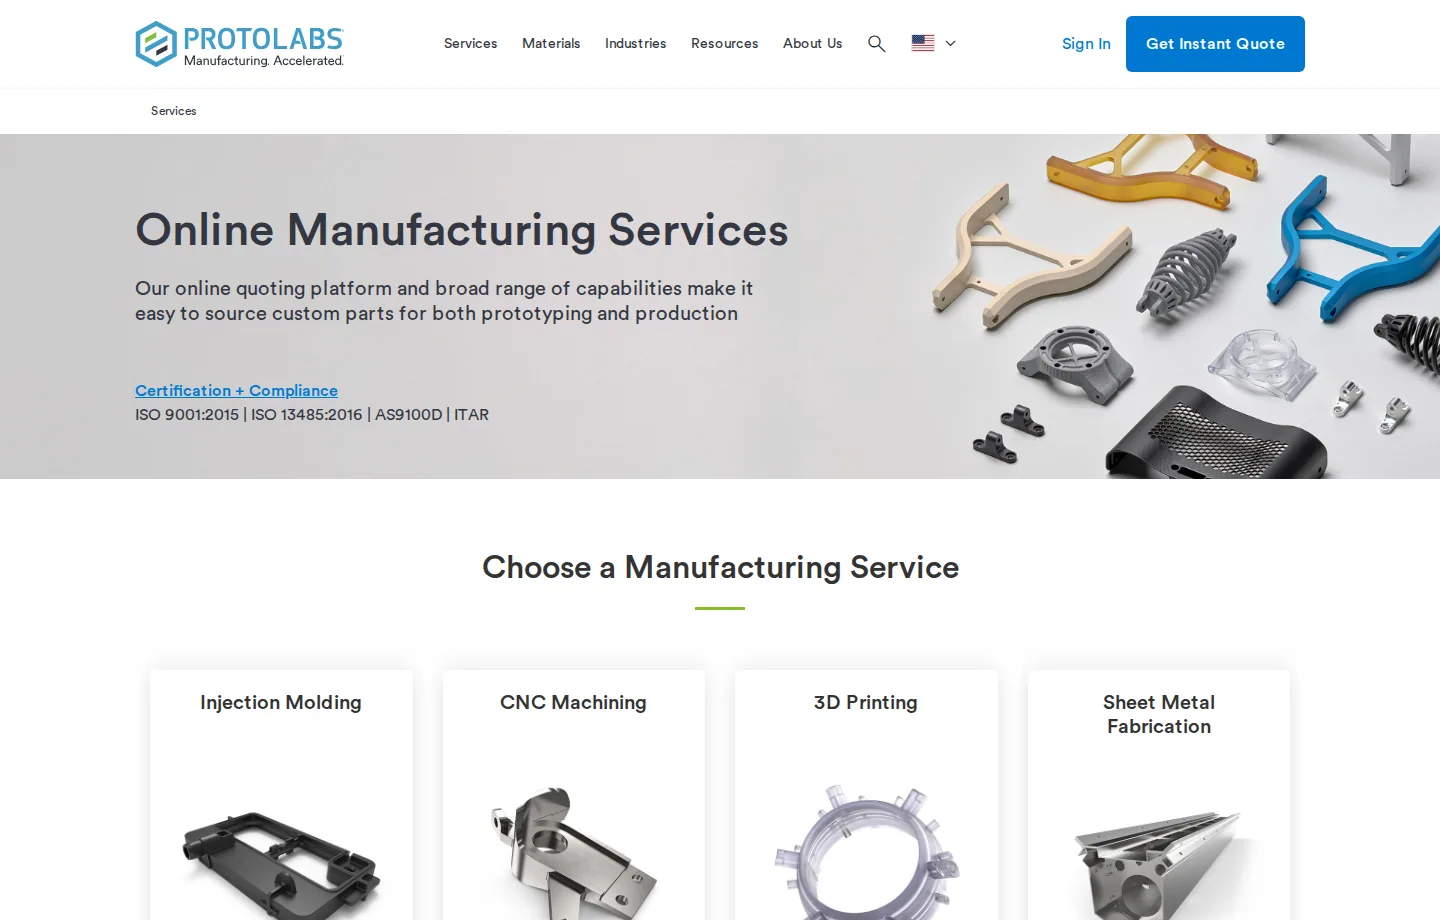 PROTOLABS
Manufacturing. Accelerated.
Services
Materials
Industries
Resources
About Us
Sign In
Get Instant Quote
Services
Online Manufacturing Services
Our online quoting platform and broad range of capabilities make it
easy to source custom parts for both prototyping and production
Certification + Compliance
ISO 9001:2015 | ISO 13485:2016 | AS9100D | ITAR
Choose a Manufacturing Service
Injection Molding
CNC Machining
3D Printing
Sheet Metal
Fabrication